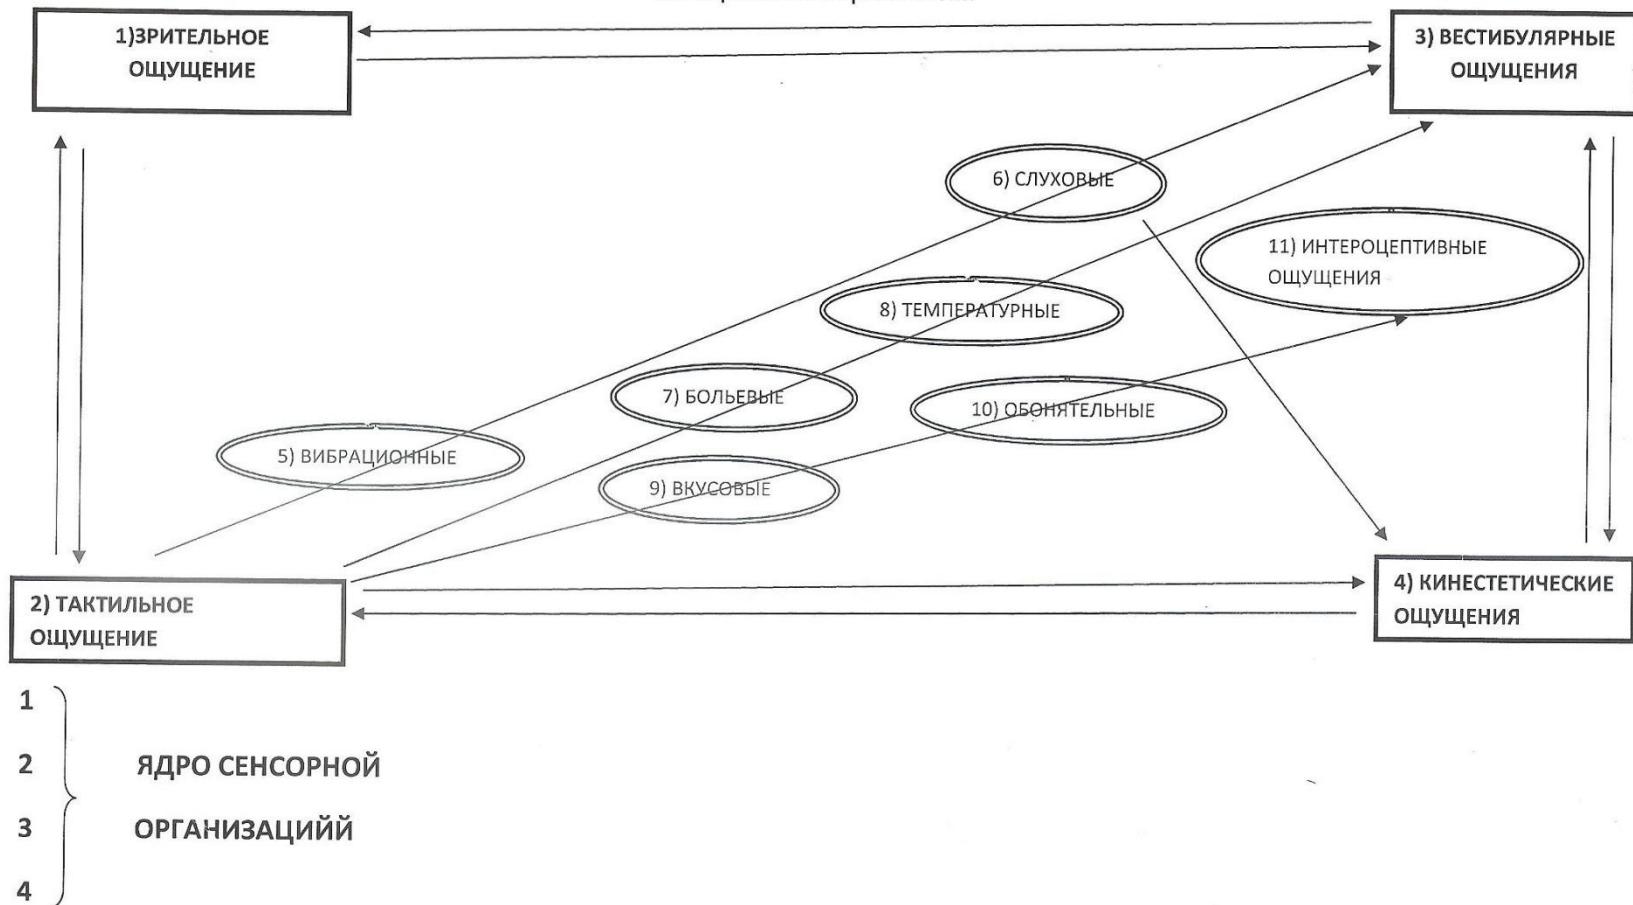 1)ЗРИТЕЛЬНОЕ
ОЩУЩЕНИЕ
3) ВЕСТИБУЛЯРНЫЕ
ОЩУЩЕНИЯ
6) СЛУХОВЫЕ
11) ИНТЕРОЦЕПТИВНЫЕ
ОЩУЩЕНИЯ
8) ТЕМПЕРАТУРНЫЕ
7) БОЛЬЕВЫЕ
10) ОБОНЯТЕЛЬНЫЕ
5) ВИБРАЦИОННЫЕ
9) ВКУСОВЫЕ
2) ТАКТИЛЬНОЕ
ОЩУЩЕНИЕ
4) КИНЕСТЕТИЧЕСКИЕ
ОЩУЩЕНИЯ
1
2 ЯДРО СЕНСОРНОЙ
3 ОРГАНИЗАЦИЙЙ
4